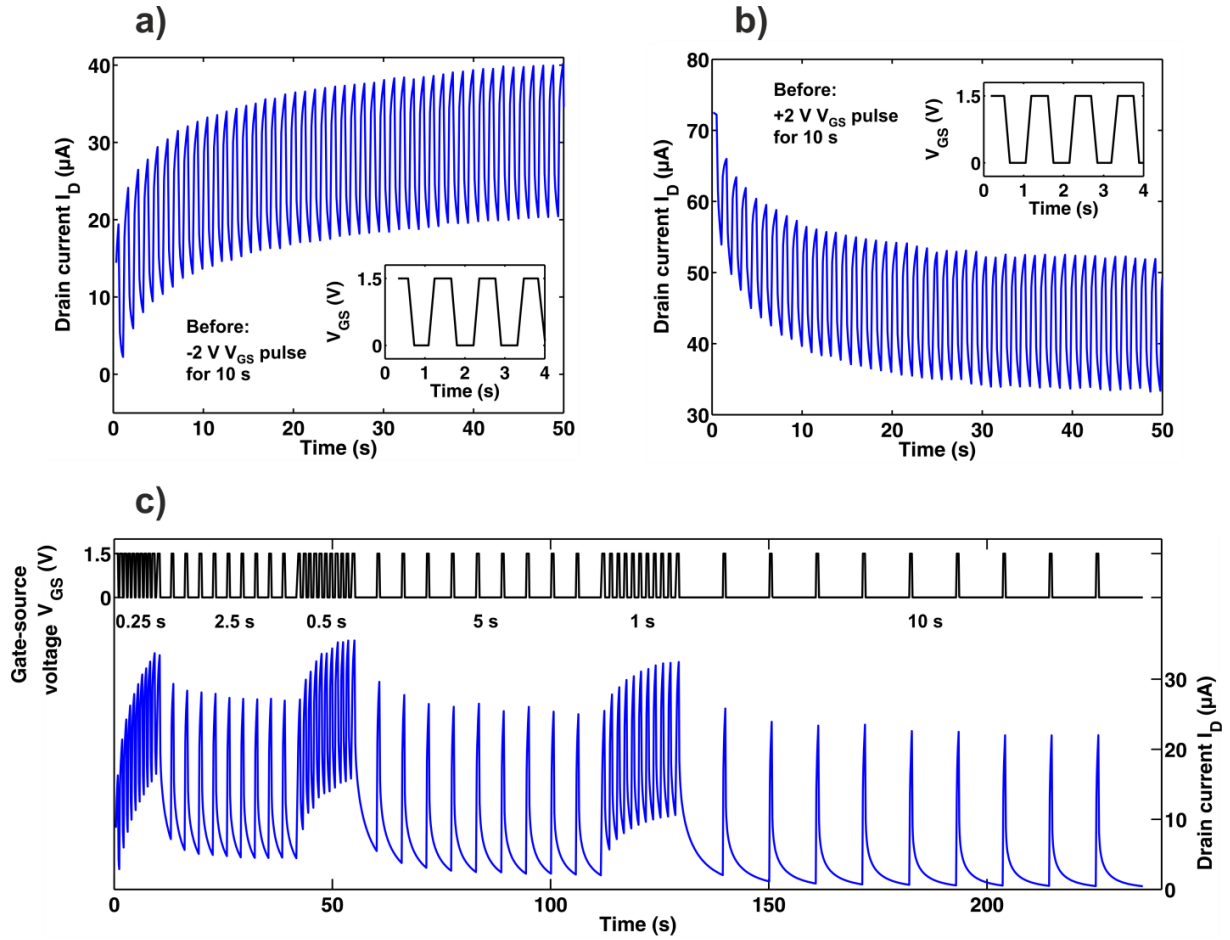 a)
40
30
20
10
0
Drain current I_D (µA)
Before:
-2 V V_GS pulse
for 10 s
1.5
0
V_GS (V)
0 1 2 3 4
Time (s)
0 10 20 30 40 50
Time (s)
b)
80
70
60
50
40
30
Drain current I_D (µA)
Before:
+2 V V_GS pulse
for 10 s
1.5
0
V_GS (V)
0 1 2 3 4
Time (s)
0 10 20 30 40 50
Time (s)
c)
Gate-source
voltage V_GS (V)
1.5
0
0.25 s 2.5 s 0.5 s 5 s 1 s 10 s
30
20
10
0
Drain current I_D (µA)
0 50 100 150 200
Time (s)